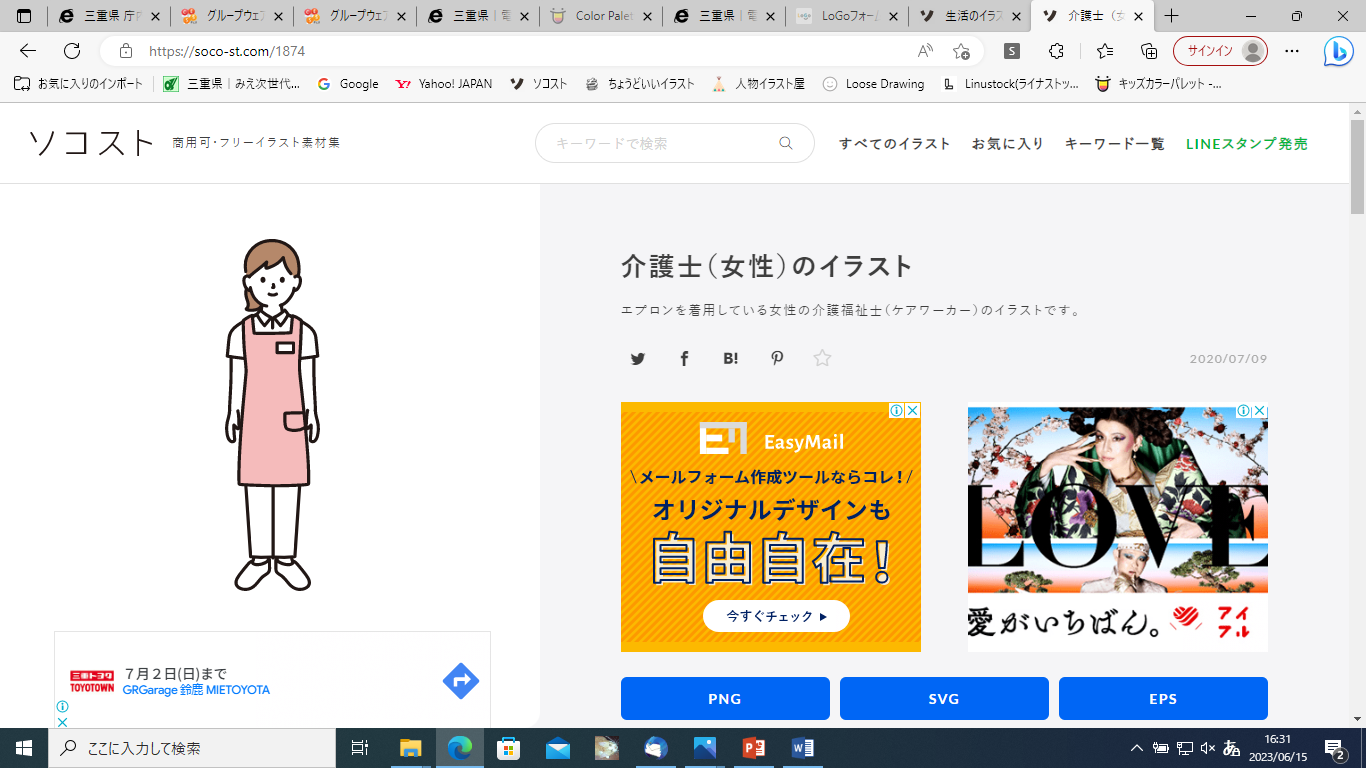 三重県 庁内
グループウェア
グループウェア
三重県｜電
Color Palet
三重県｜電
LoGoフォーム
生活のイラス
介護士（女
https://soco-st.com/1874
サインイン
お気に入りのインポート
三重県｜みえ次世代...
Google
Yahoo! JAPAN
ソコスト
ちょうどいいイラスト
人物イラスト屋
Loose Drawing
Linustock(ライナストッ...
キッズカラーパレット -...
ソコスト 商用可・フリーイラスト素材集
キーワードで検索
すべてのイラスト
お気に入り
キーワード一覧
LINEスタンプ発売
介護士（女性）のイラスト
エプロンを着用している女性の介護福祉士（ケアワーカー）のイラストです。
B!
2020/07/09
EasyMail
\メールフォーム作成ツールならコレ！/
オリジナルデザインも
自由自在！
今すぐチェック ▶
LOVE
愛がいちばん。
アイ
フル
三重トヨタ
TOYOTOWN
７月２日(日)まで
GRGarage 鈴鹿 MIETOYOTA
PNG
SVG
EPS
ここに入力して検索
あ
16:31
2023/06/15
2